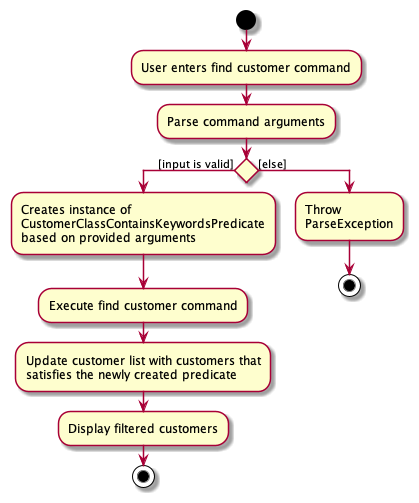 User enters find customer command
Parse command arguments
[input is valid]
[else]
Creates instance of
CustomerClassContainsKeywordsPredicate
based on provided arguments
Throw
ParseException
Execute find customer command
Update customer list with customers that
satisfies the newly created predicate
Display filtered customers